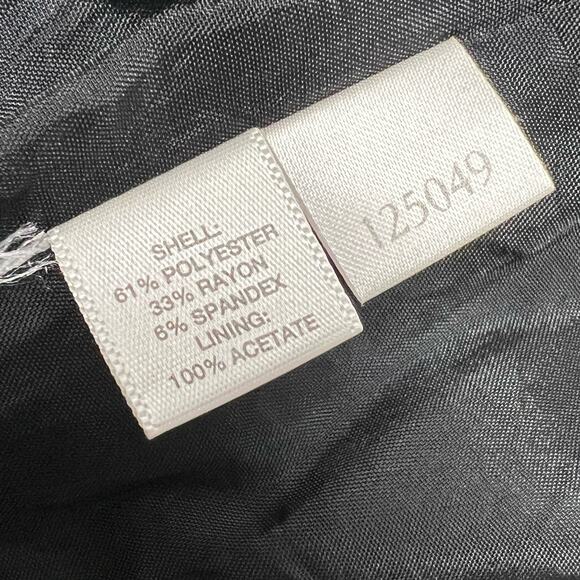 SHELL:
61% POLYESTER
33% RAYON
6% SPANDEX
LINING:
100% ACETATE
125049